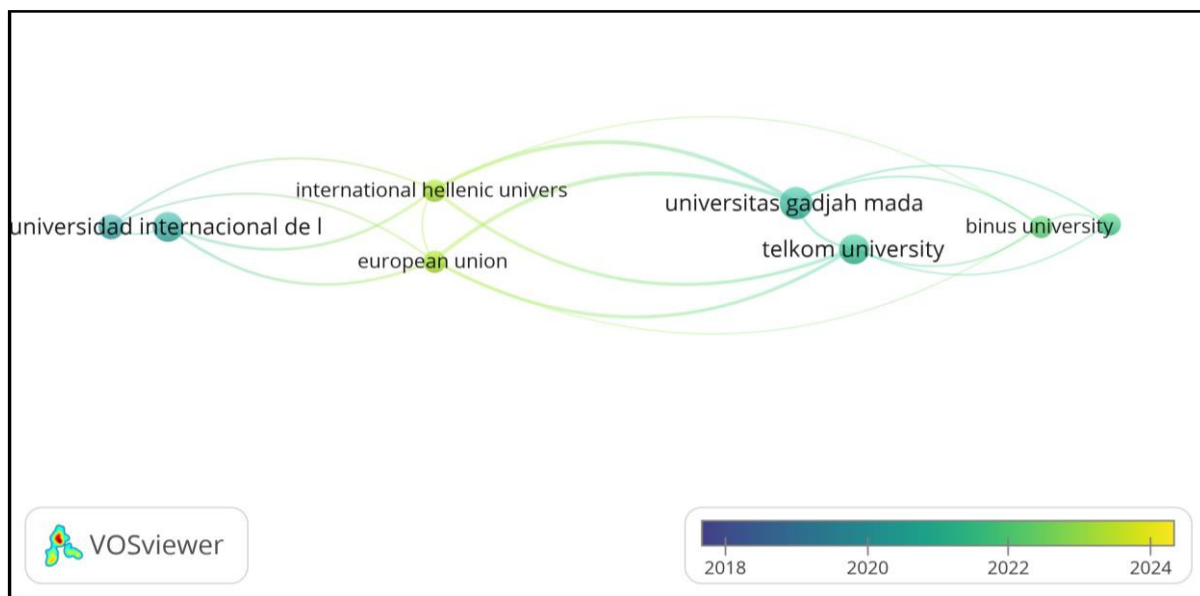 international hellenic univers
universitas gadjah mada
universidad internacional de l
binus university
telkom university
european union
VOSviewer
2018 2020 2022 2024